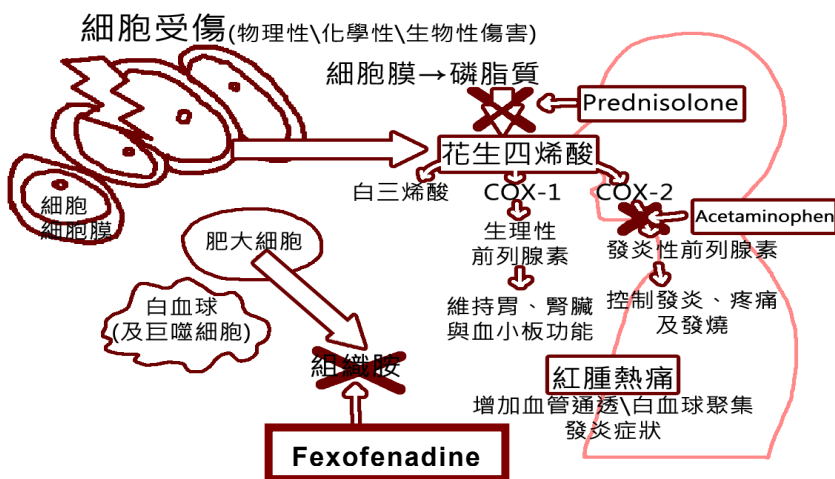 細胞受傷(物理性\化學性\生物性傷害)
細胞膜→磷脂質
Prednisolone
花生四烯酸
白三烯酸
COX-1
COX-2
Acetaminophen
細胞
細胞膜
肥大細胞
生理性
前列腺素
發炎性前列腺素
白血球
(及巨噬細胞)
維持胃、腎臟
與血小板功能
控制發炎、疼痛
及發燒
組織胺
紅腫熱痛
增加血管通透\白血球聚集
發炎症狀
Fexofenadine